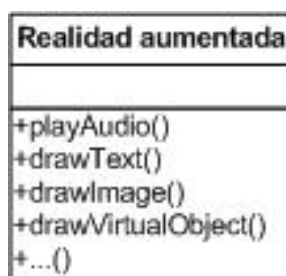 Realidad aumentada
+playAudio()
+drawText()
+drawImage()
+drawVirtualObject()
+...()